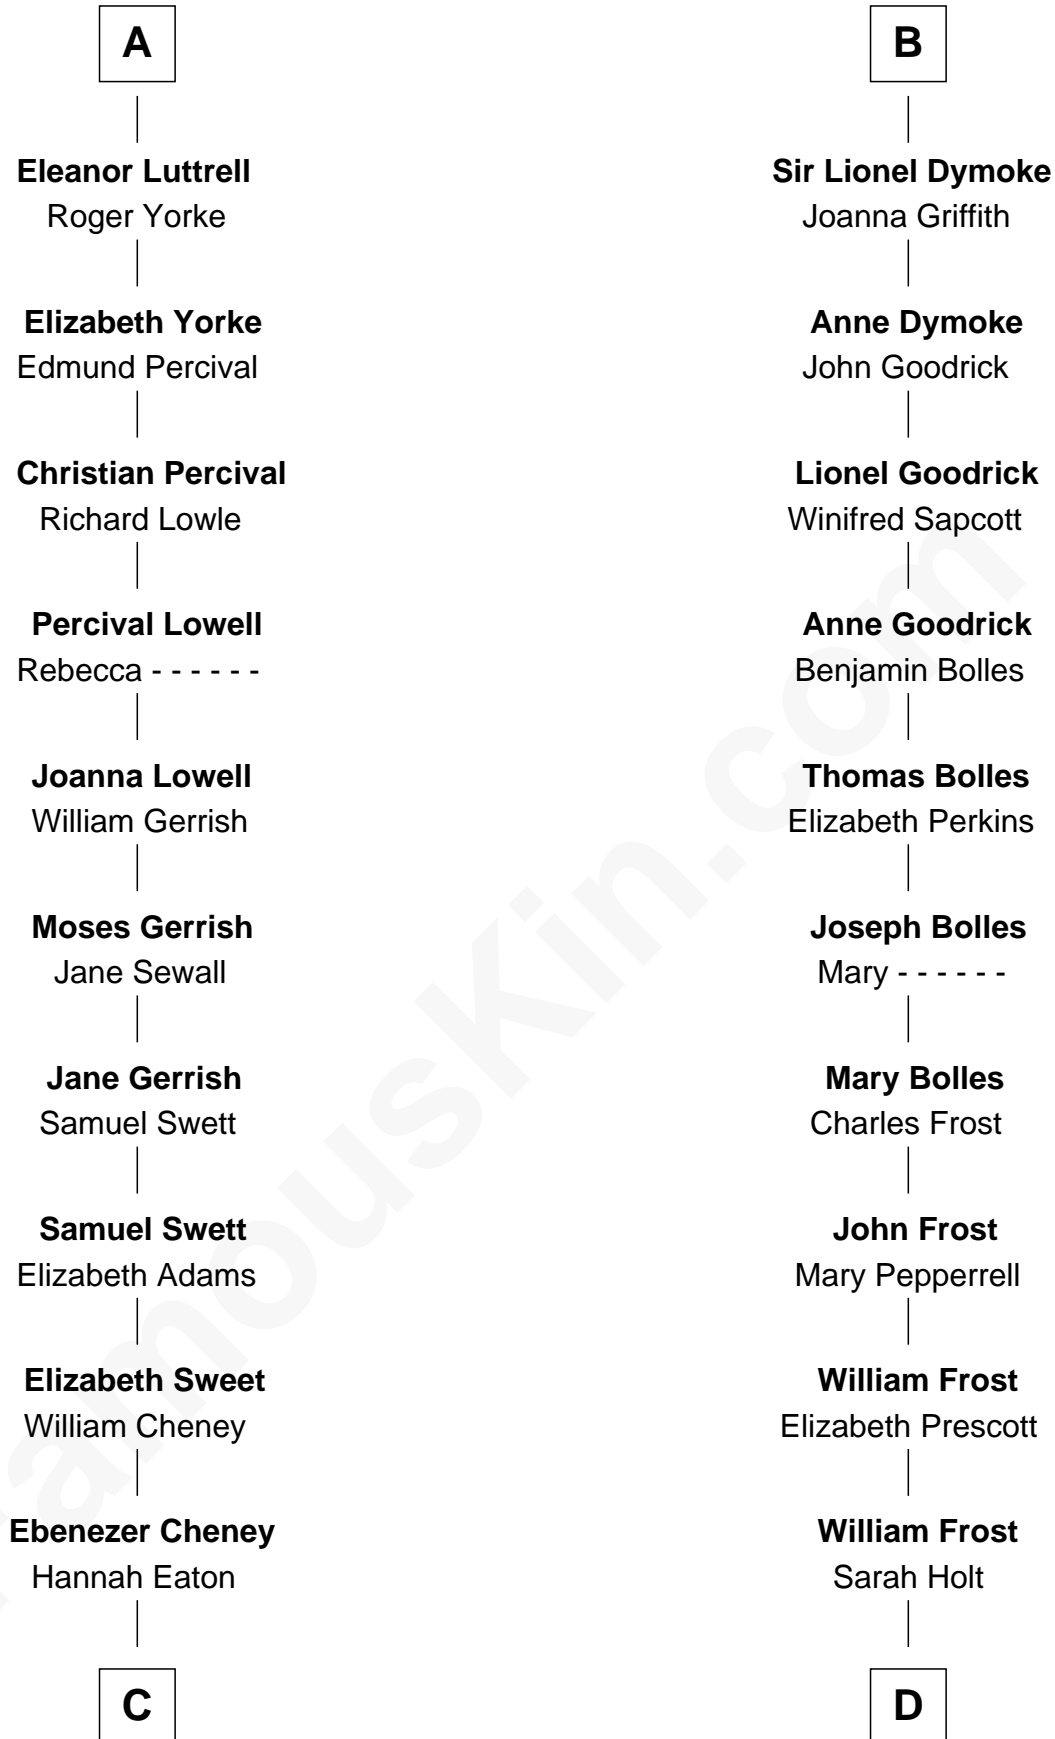 A
Eleanor Luttrell
Roger Yorke
Elizabeth Yorke
Edmund Percival
Christian Percival
Richard Lowle
Percival Lowell
Rebecca - - - - - -
Joanna Lowell
William Gerrish
Moses Gerrish
Jane Sewall
Jane Gerrish
Samuel Swett
Samuel Swett
Elizabeth Adams
Elizabeth Sweet
William Cheney
Ebenezer Cheney
Hannah Eaton
C
B
Sir Lionel Dymoke
Joanna Griffith
Anne Dymoke
John Goodrick
Lionel Goodrick
Winifred Sapcott
Anne Goodrick
Benjamin Bolles
Thomas Bolles
Elizabeth Perkins
Joseph Bolles
Mary - - - - - -
Mary Bolles
Charles Frost
John Frost
Mary Pepperrell
William Frost
Elizabeth Prescott
William Frost
Sarah Holt
D
FamousKin.com